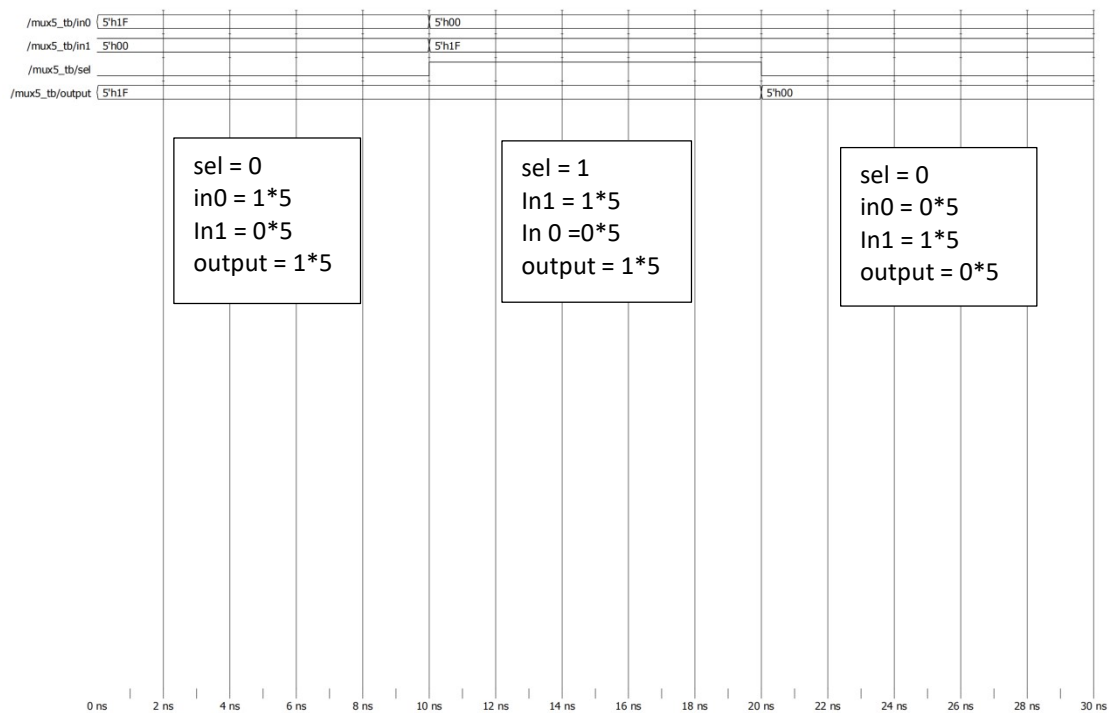 /mux5_tb/in0 5'h1F 5'h00
/mux5_tb/in1 5'h00 5'h1F
/mux5_tb/sel
/mux5_tb/output 5'h1F 5'h00
sel = 0
in0 = 1*5
In1 = 0*5
output = 1*5
sel = 1
In1 = 1*5
In 0 =0*5
output = 1*5
sel = 0
in0 = 0*5
In1 = 1*5
output = 0*5
0 ns 2 ns 4 ns 6 ns 8 ns 10 ns 12 ns 14 ns 16 ns 18 ns 20 ns 22 ns 24 ns 26 ns 28 ns 30 ns